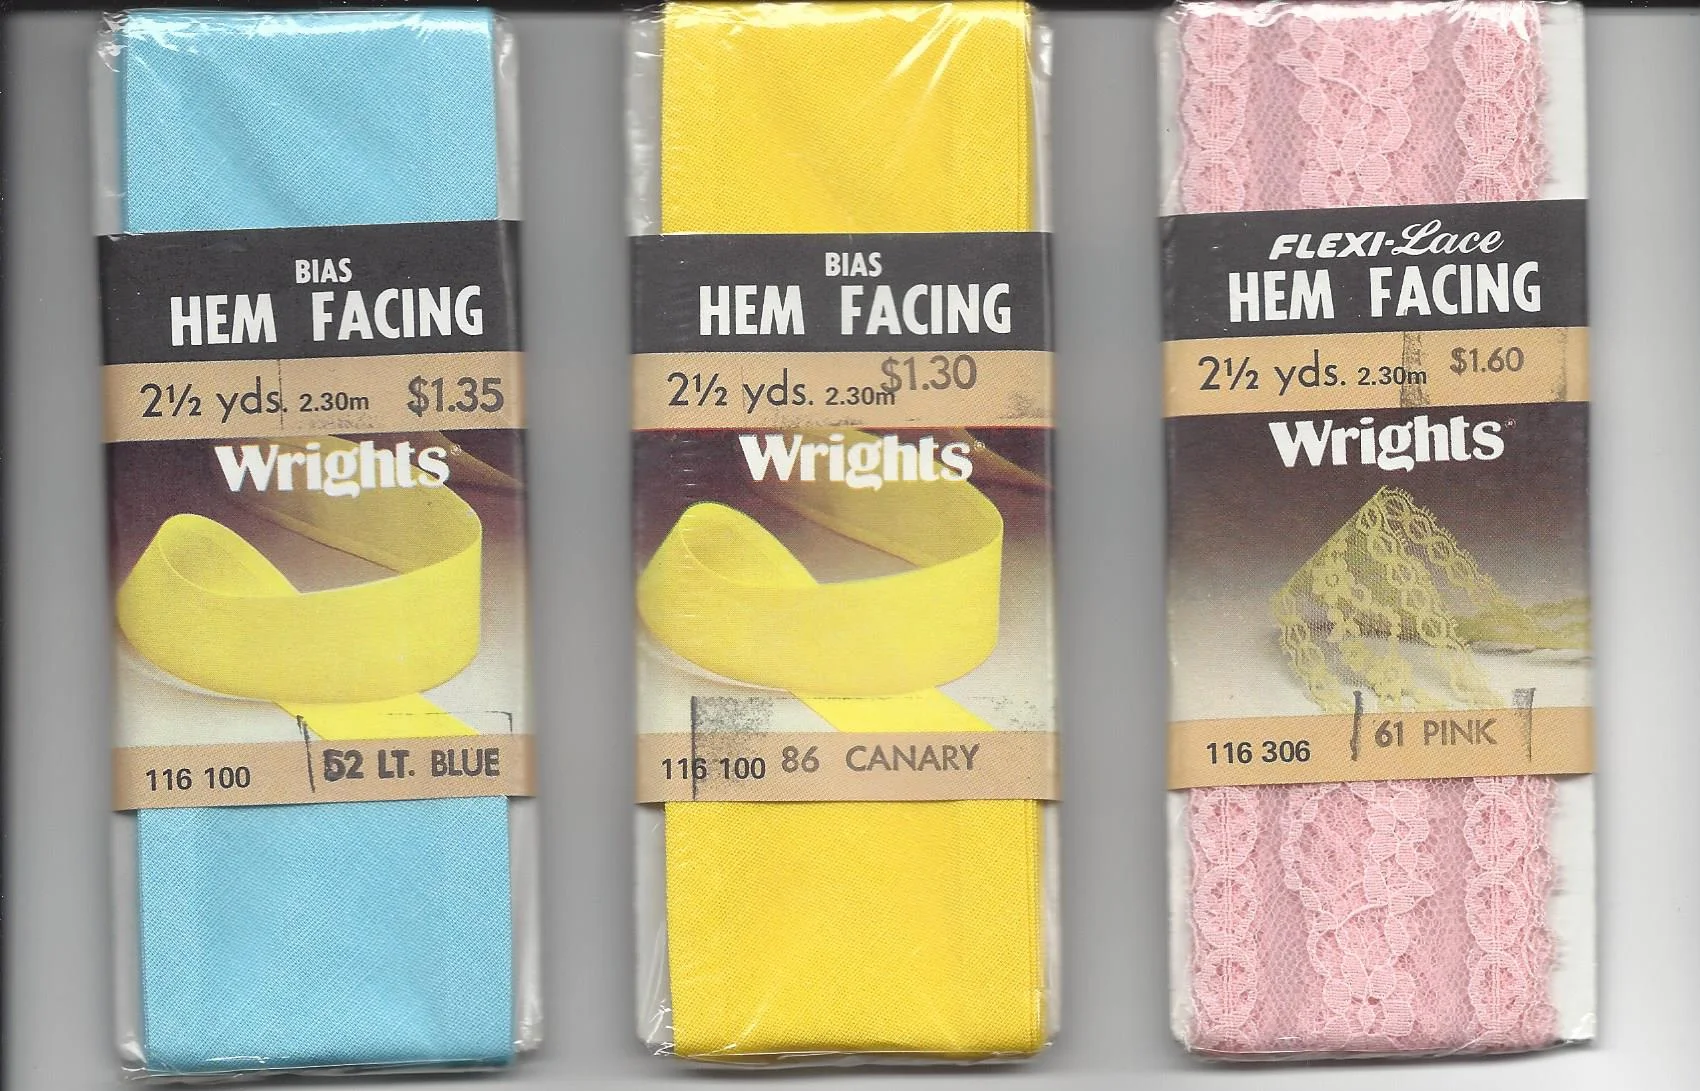 BIAS
HEM FACING
2½ yds. 2.30m $1.35
Wrights®
116 100 52 LT. BLUE
BIAS
HEM FACING
2½ yds. 2.30m $1.30
Wrights®
116 100 86 CANARY
FLEXI-Lace
HEM FACING
2½ yds. 2.30m $1.60
Wrights®
116 306 61 PINK